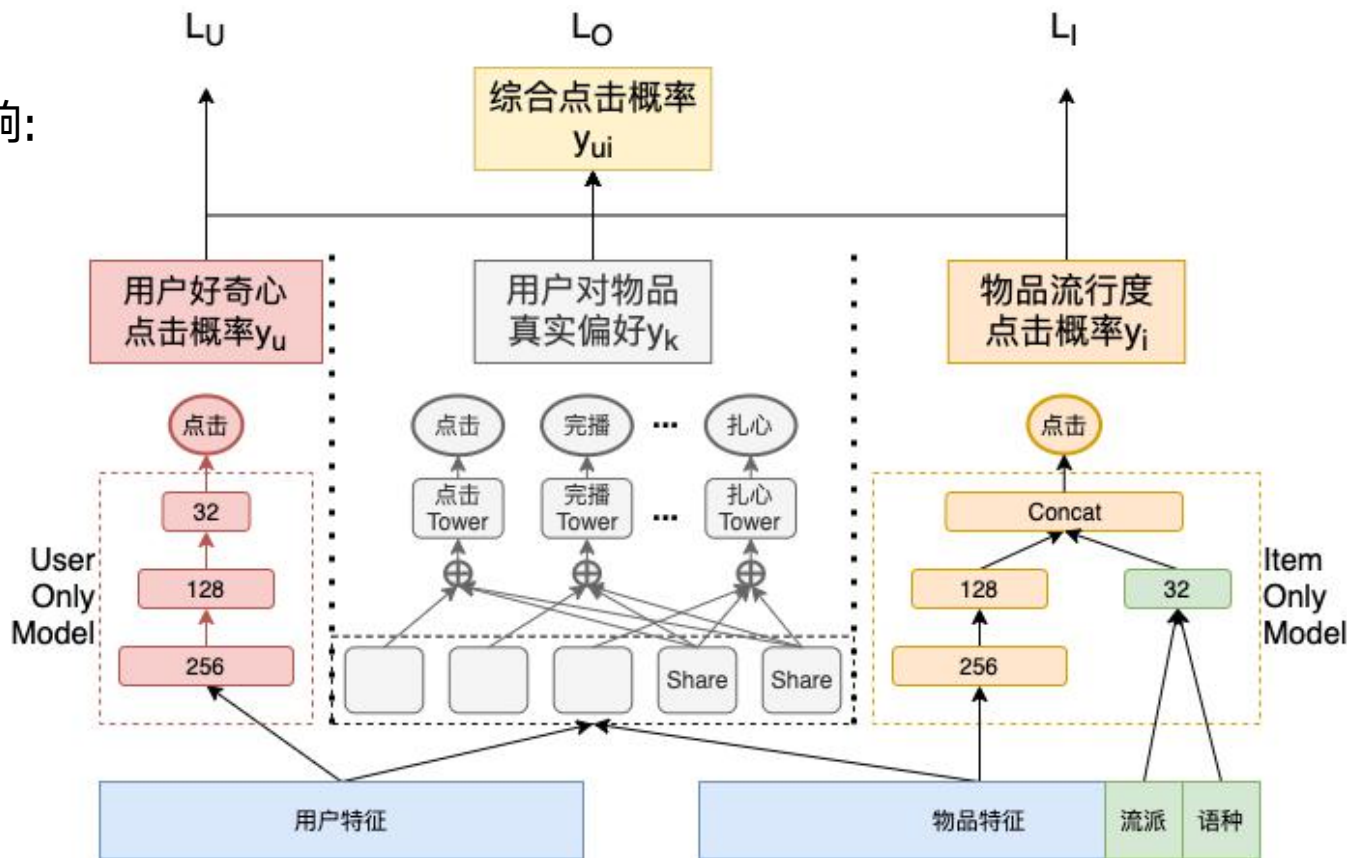 L_U
L_O
L_I
响:
综合点击概率
y_ui
用户好奇心
点击概率y_u
用户对物品
真实偏好y_k
物品流行度
点击概率y_i
点击
点击
完播
...
扎心
点击
32
点击
Tower
完播
Tower
...
扎心
Tower
Concat
User
Only
Model
128
128
32
Item
Only
Model
256
Share
Share
256
用户特征
物品特征
流派
语种